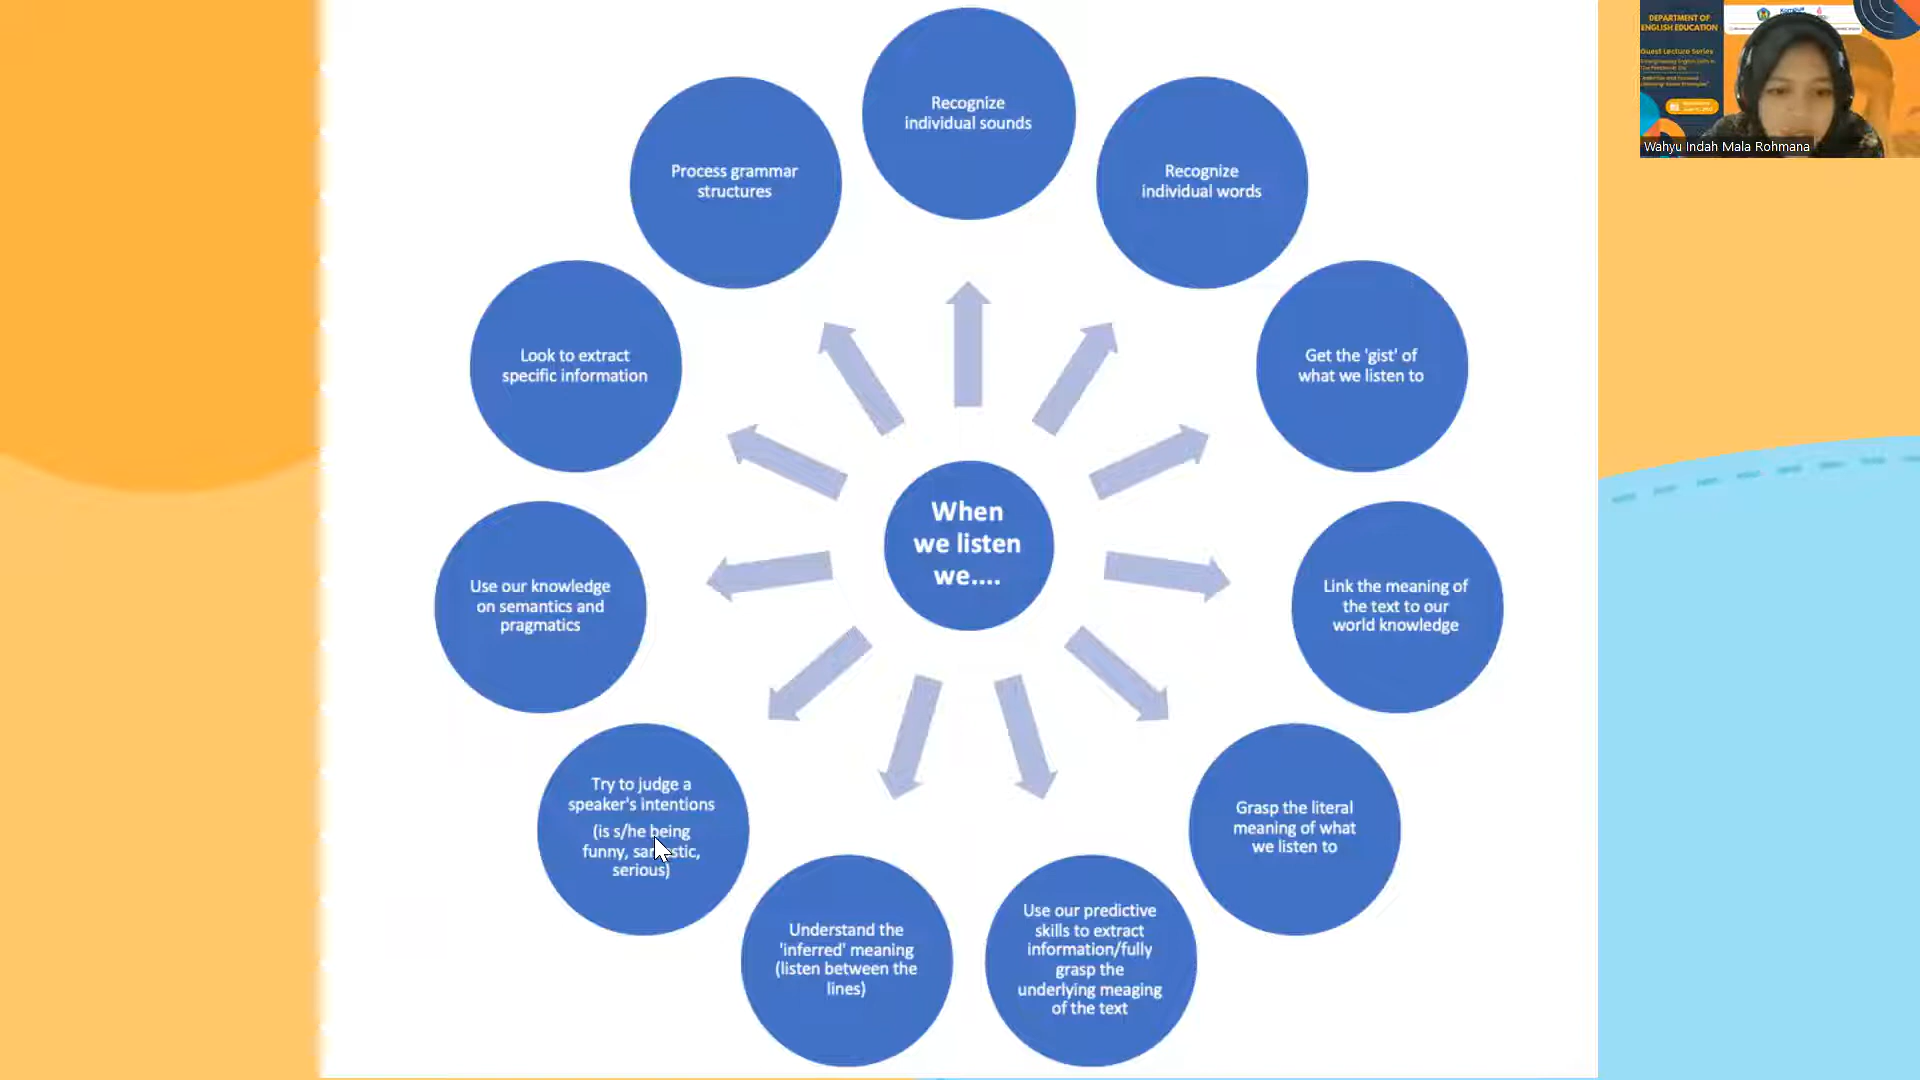 Recognize
individual sounds
Recognize
individual words
Get the 'gist' of
what we listen to
Link the meaning of
the text to our
world knowledge
Grasp the literal
meaning of what
we listen to
Use our predictive
skills to extract
information/fully
grasp the
underlying meaging
of the text
Understand the
'inferred' meaning
(listen between the
lines)
Try to judge a
speaker's intentions
(is s/he being
funny, sarcastic,
serious)
Use our knowledge
on semantics and
pragmatics
Look to extract
specific information
Process grammar
structures
When
we listen
we....
DEPARTMENT OF
ENGLISH EDUCATION
Guest Lecture Series
Wahyu Indah Mala Rohmana